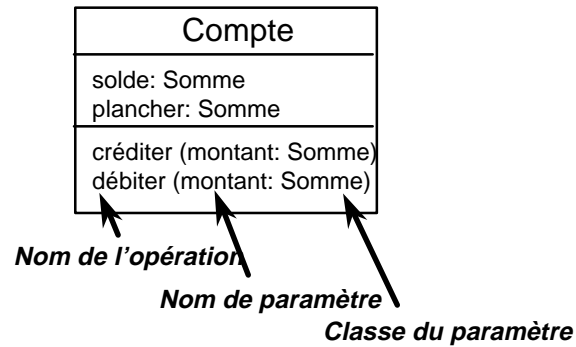 Compte
solde: Somme
plancher: Somme
créditer (montant: Somme)
débiter (montant: Somme)
Nom de l’opération
Nom de paramètre
Classe du paramètre